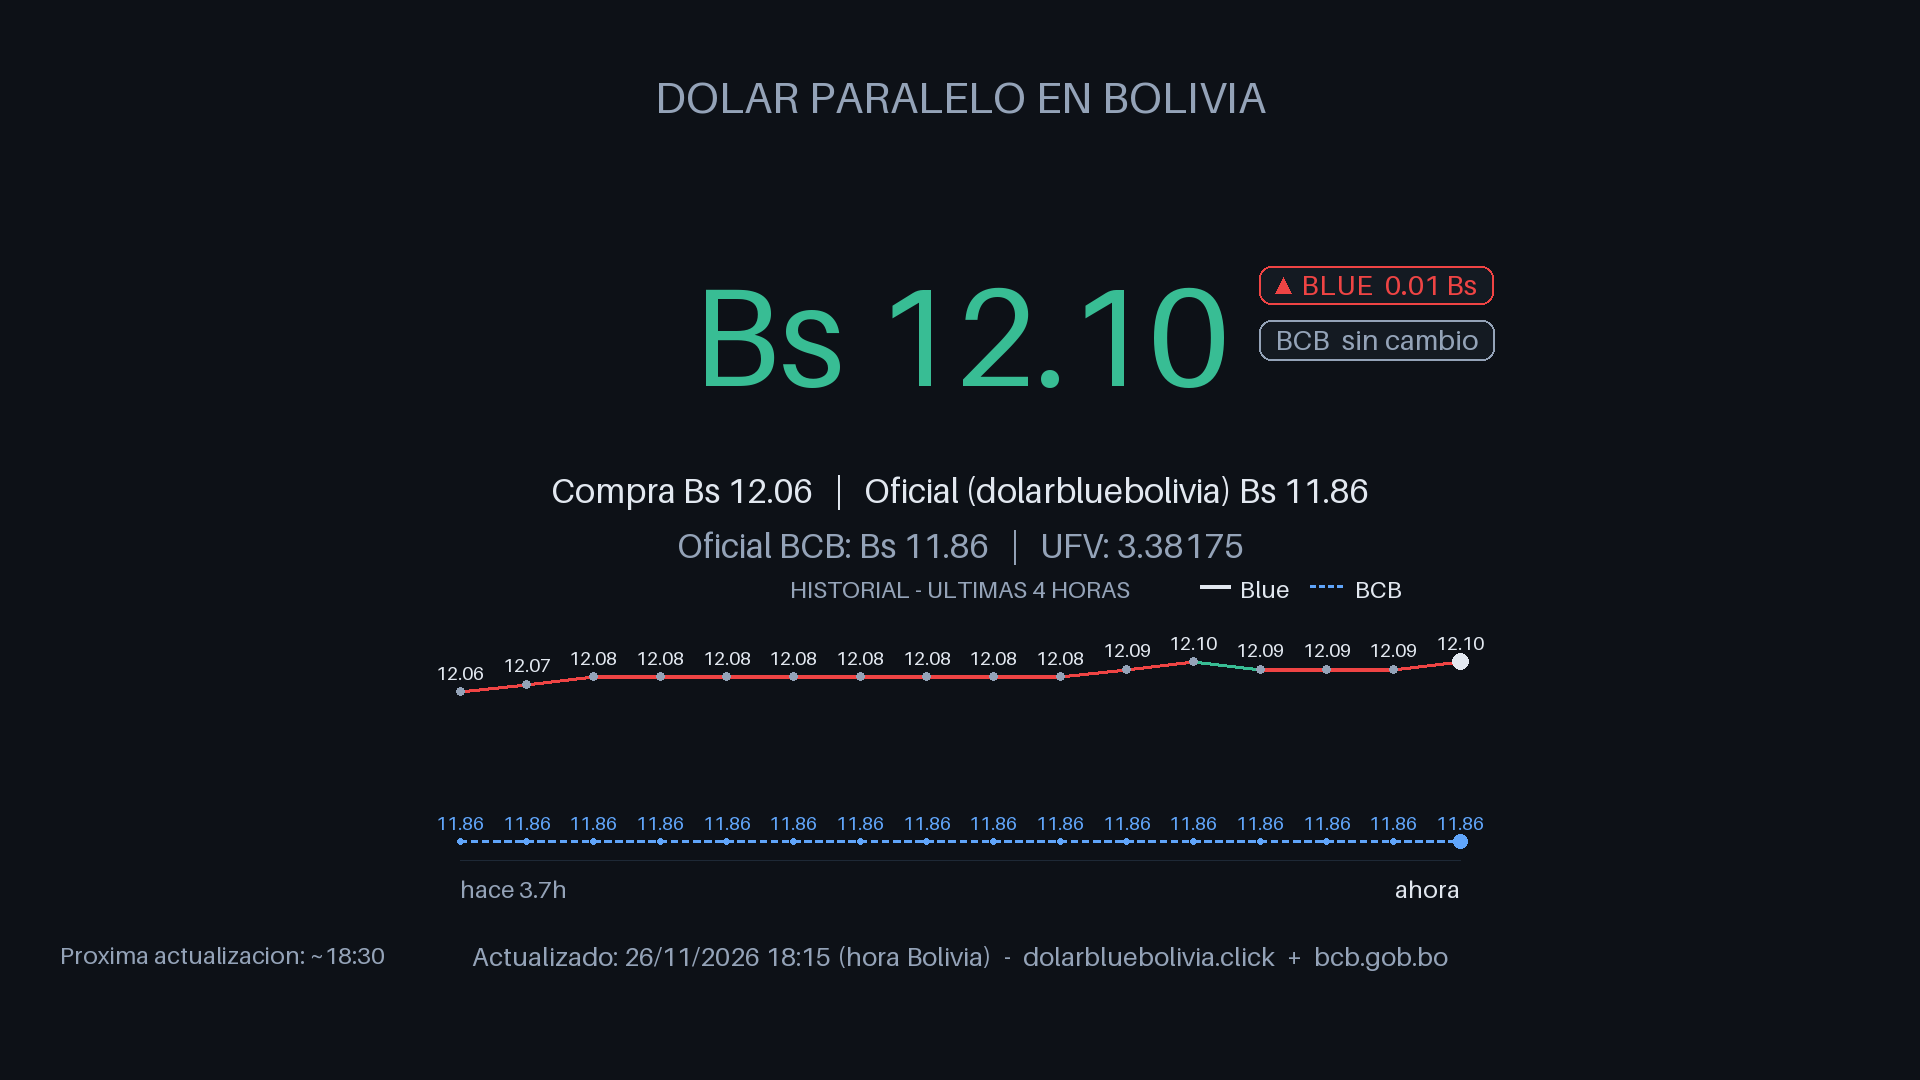 DOLAR PARALELO EN BOLIVIA
Bs 12.10
▲ BLUE 0.01 Bs
BCB sin cambio
Compra Bs 12.06 | Oficial (dolarbluebolivia) Bs 11.86
Oficial BCB: Bs 11.86 | UFV: 3.38175
HISTORIAL - ULTIMAS 4 HORAS Blue BCB
12.06 12.07 12.08 12.08 12.08 12.08 12.08 12.08 12.08 12.08 12.09 12.10 12.09 12.09 12.09 12.10
11.86 11.86 11.86 11.86 11.86 11.86 11.86 11.86 11.86 11.86 11.86 11.86 11.86 11.86 11.86 11.86
hace 3.7h ahora
Proxima actualizacion: ~18:30 Actualizado: 26/11/2026 18:15 (hora Bolivia) - dolarbluebolivia.click + bcb.gob.bo